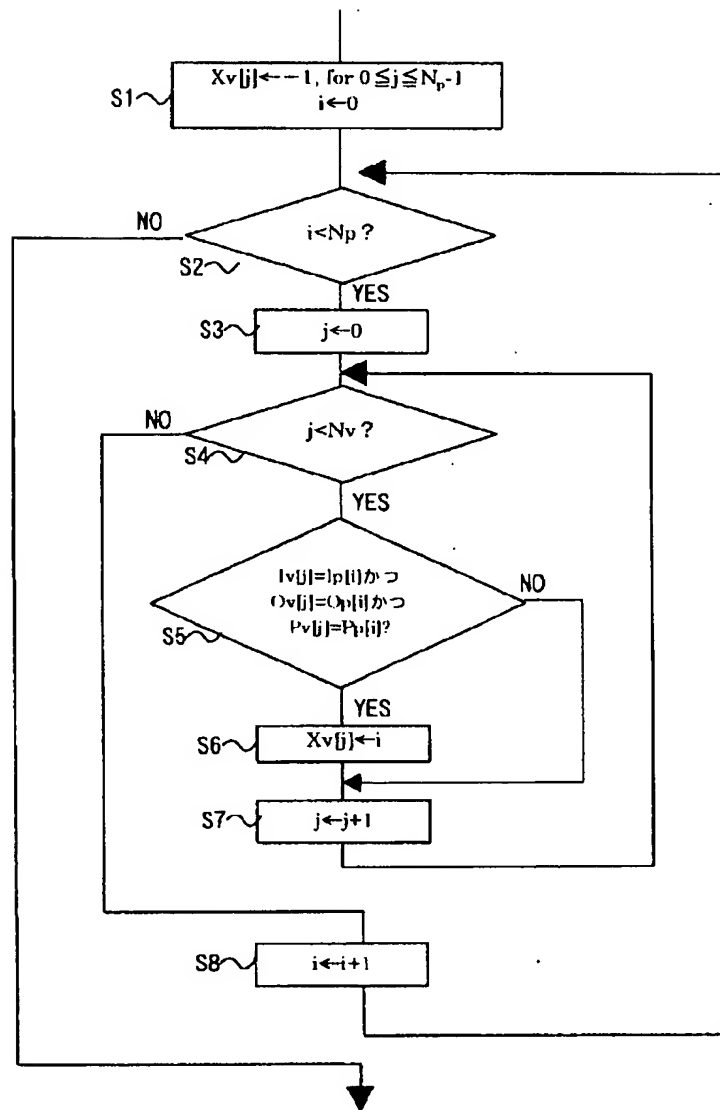 S1
Xv[j]←−1, for 0≦j≦Np-1
i←0
NO
i<Np ?
S2
YES
S3
j←0
NO
j<Nv ?
S4
YES
Iv[j]=Ip[i]かつ
Ov[j]=Op[i]かつ
Pv[j]=Pp[i]?
NO
S5
YES
S6
Xv[j]←i
S7
j←j+1
S8
i←i+1